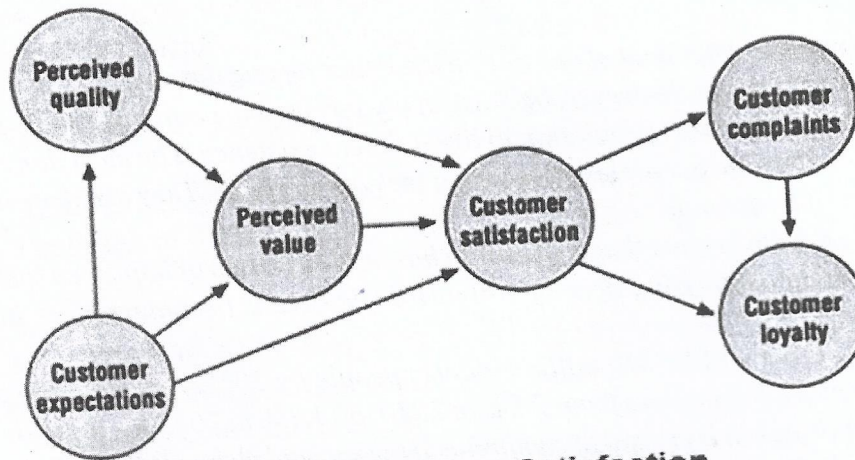 Perceived
quality
Perceived
value
Customer
expectations
Customer
satisfaction
Customer
complaints
Customer
loyalty
Satisfaction